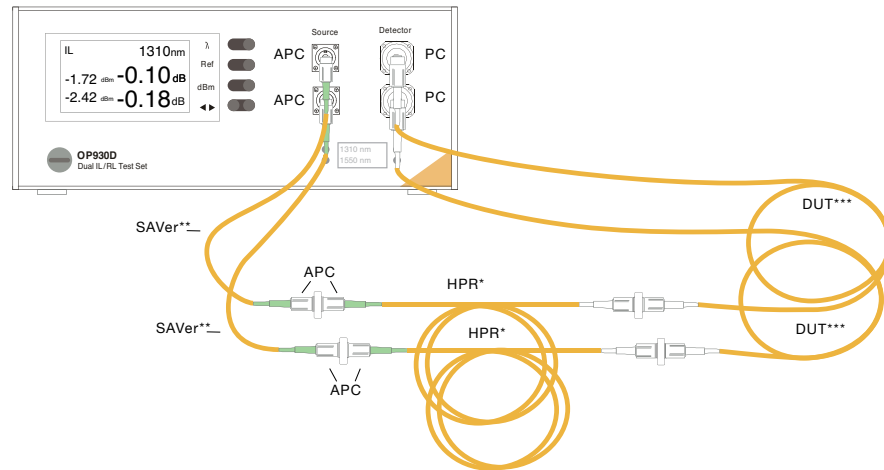 IL 1310nm
-1.72 dBm -0.10 dB
-2.42 dBm -0.18 dB
λ
Ref
dBm
Source
Detector
APC
PC
APC
PC
1310 nm
1550 nm
OP930D
Dual IL/RL Test Set
SAVer**
DUT***
APC
HPR*
SAVer**
HPR*
DUT***
APC